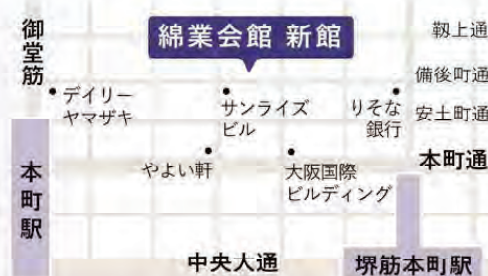 御堂筋
綿業会館 新館
靱上通
備後町通
デイリー
ヤマザキ
サンライズ
ビル
りそな
銀行
安土町通
やよい軒
大阪国際
ビルディング
本町通
本町駅
中央人通
堺筋本町駅